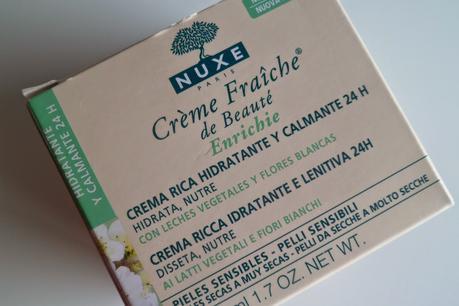 NUOVA
NUXE
PARIS
Crème Fraîche®
de Beauté
Enrichie
CREMA RICA HIDRATANTE Y CALMANTE 24 H
HIDRATA, NUTRE
CON LECHES VEGETALES Y FLORES BLANCAS
CREMA RICCA IDRATANTE E LENITIVA 24H
DISSETA, NUTRE
AI LATTI VEGETALI E FIORI BIANCHI
PIELES SENSIBLES - PELLI SENSIBILI
SECAS A MUY SECAS - PELLI DA SECCHE A MOLTO SECCHE
1.7 OZ. NET WT.
HIDRATANTE
Y CALMANTE 24 H